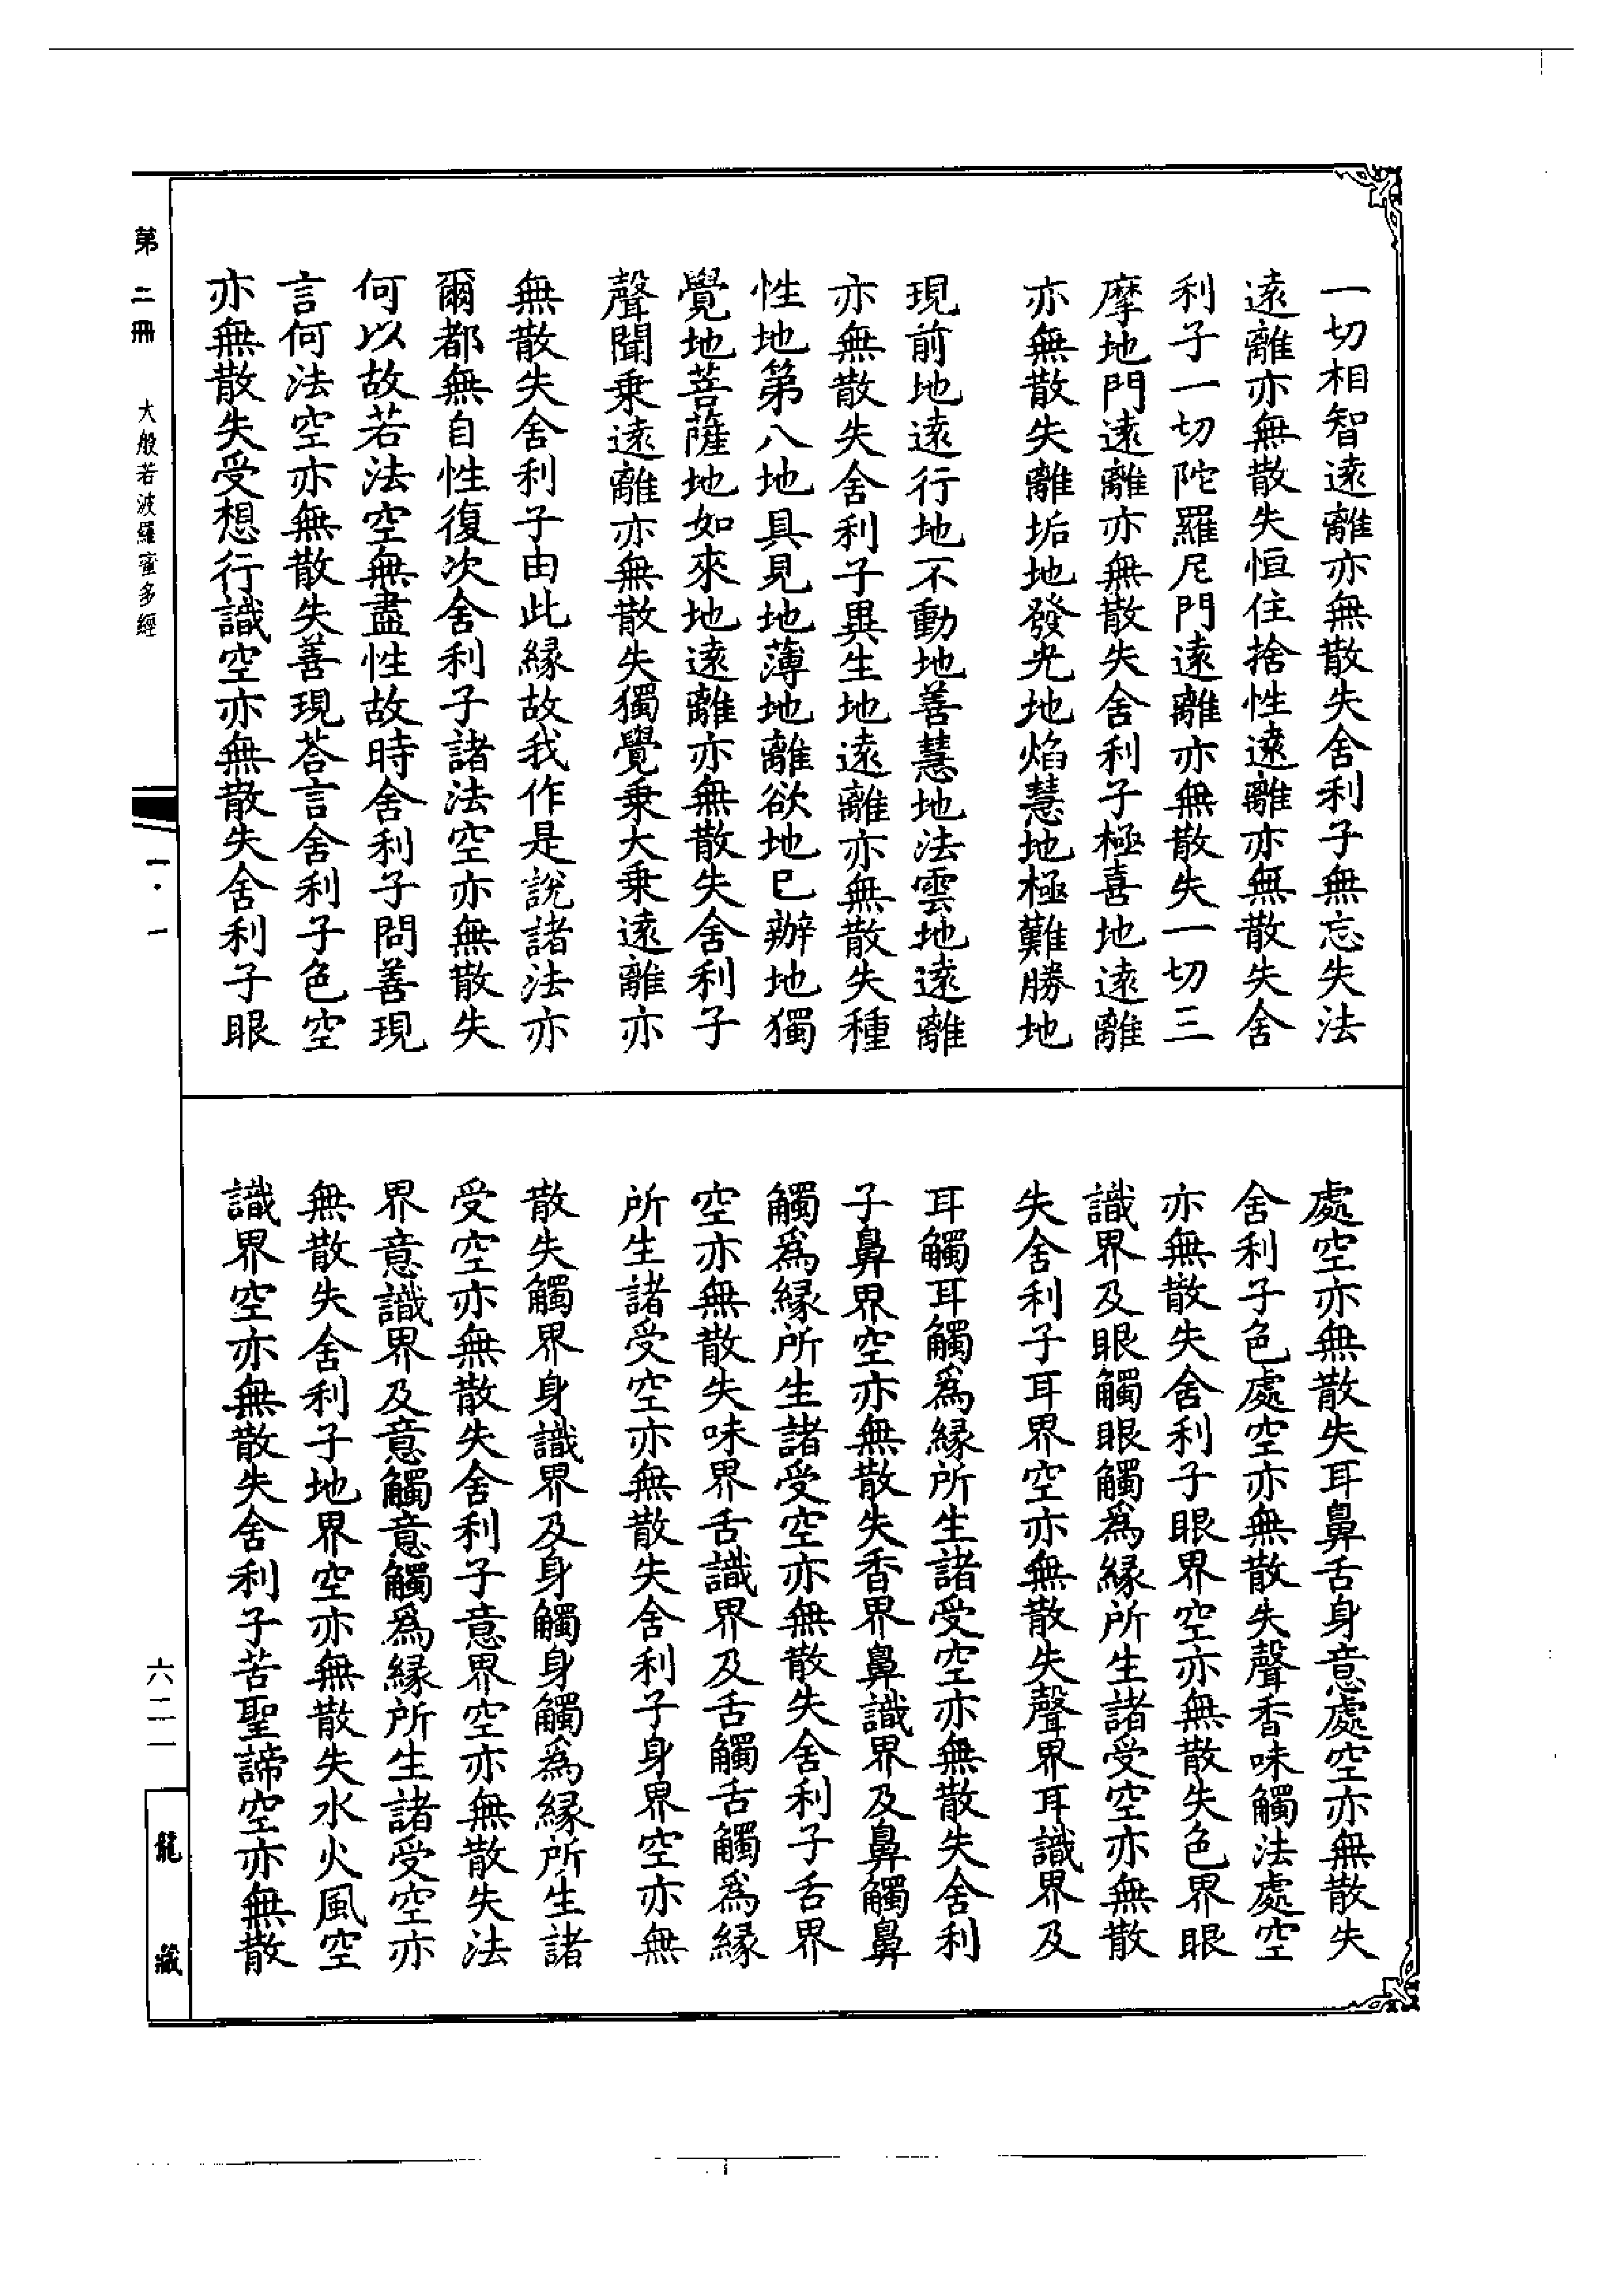 一切相智遠離亦無散失舍利子無忘失法
遠離亦無散失恒住捨性遠離亦無散失舍
利子一切陀羅尼門遠離亦無散失一切三
摩地門遠離亦無散失舍利子極喜地遠離
亦無散失離垢地發光地焰慧地極難勝地
現前地遠行地不動地善慧地法雲地遠離
亦無散失舍利子異生地遠離亦無散失種
性地第八地具見地薄地離欲地已辦地獨
覺地菩薩地如來地遠離亦無散失舍利子
聲聞乗遠離亦無散失獨覺乗大乗遠離亦
無散失舍利子由此縁故我作是說諸法亦
爾都無自性復次舍利子諸法空亦無散失
何以故若法空無盡性故時舍利子問善現
言何法空亦無散失善現荅言舍利子色空
亦無散失受想行識空亦無散失舍利子眼
處空亦無散失耳鼻舌身意處空亦無散失
舍利子色處空亦無散失聲香味觸法處空
亦無散失舍利子眼界空亦無散失色界眼
識界及眼觸眼觸爲縁所生諸受空亦無散
失舍利子耳界空亦無散失聲界耳識界及
耳觸耳觸爲縁所生諸受空亦無散失舍利
子鼻界空亦無散失香界鼻識界及鼻觸鼻
觸爲縁所生諸受空亦無散失舍利子舌界
空亦無散失味界舌識界及舌觸舌觸爲縁
所生諸受空亦無散失舍利子身界空亦無
散失觸界身識界及身觸身觸爲縁所生諸
受空亦無散失舍利子意界空亦無散失法
界意識界及意觸意觸爲縁所生諸受空亦
無散失舍利子地界空亦無散失水火風空
識界空亦無散失舍利子苦聖諦空亦無散
第二冊 大般若波羅蜜多經 一·一 六二一 龍藏